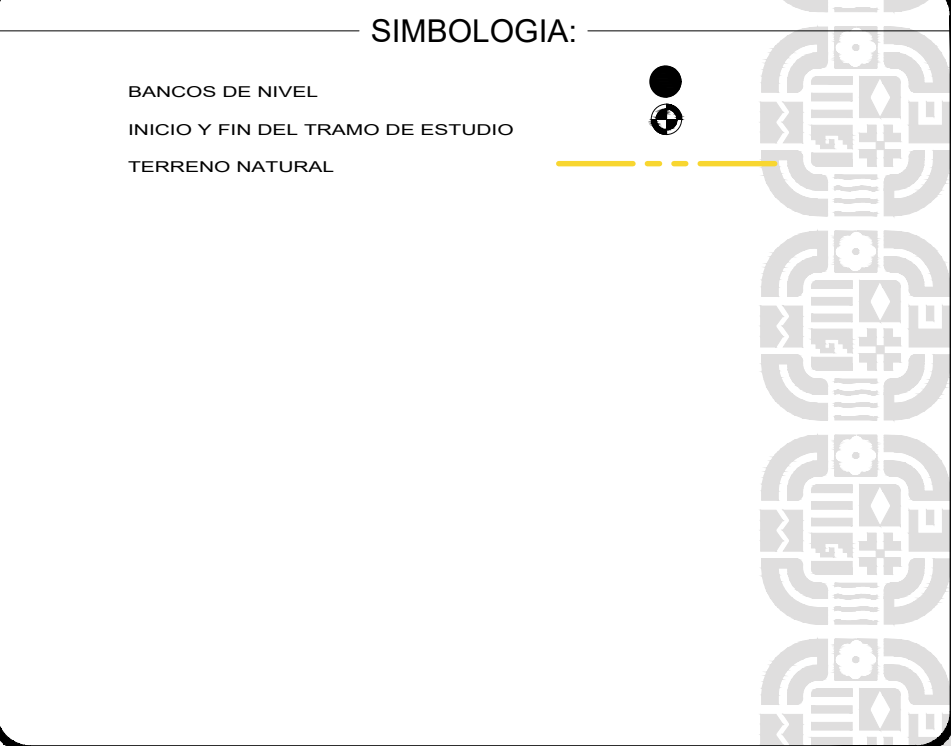 SIMBOLOGIA:
BANCOS DE NIVEL
INICIO Y FIN DEL TRAMO DE ESTUDIO
TERRENO NATURAL